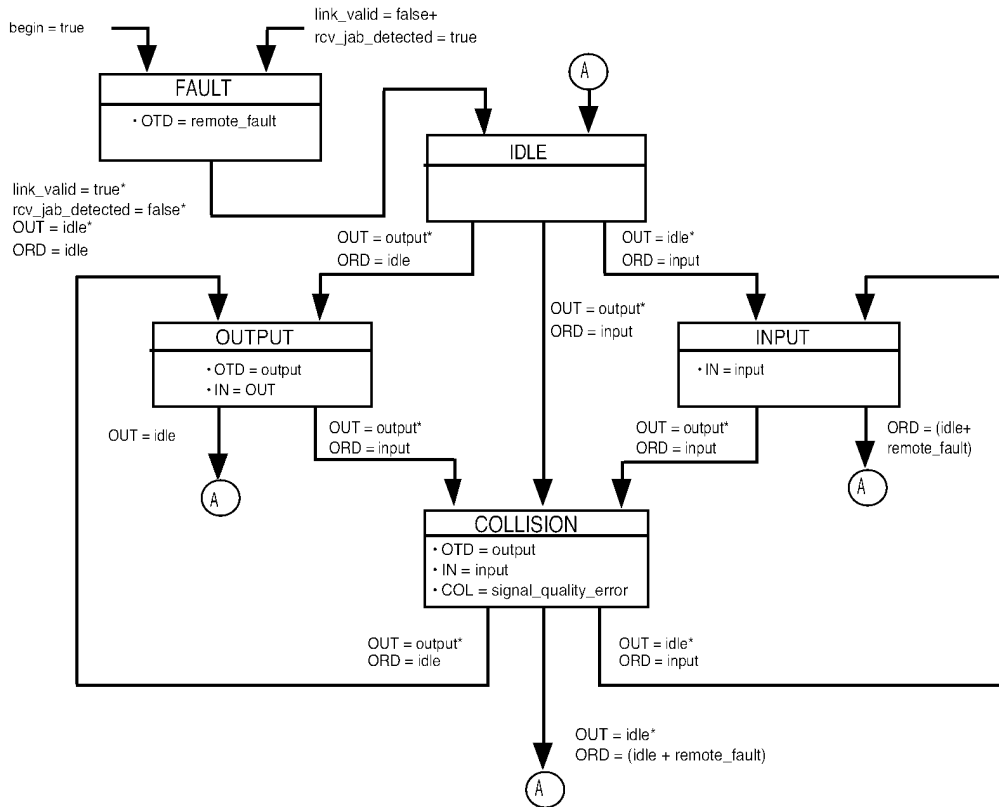 begin = true
link_valid = false+
rcv_jab_detected = true
FAULT
• OTD = remote_fault
A
IDLE
link_valid = true*
rcv_jab_detected = false*
OUT = idle*
ORD = idle
OUT = output*
ORD = idle
OUT = idle*
ORD = input
OUT = output*
ORD = input
OUTPUT
• OTD = output
• IN = OUT
INPUT
• IN = input
OUT = idle
OUT = output*
ORD = input
OUT = output*
ORD = input
ORD = (idle+
remote_fault)
A
A
COLLISION
• OTD = output
• IN = input
• COL = signal_quality_error
OUT = output*
ORD = idle
OUT = idle*
ORD = input
OUT = idle*
ORD = (idle + remote_fault)
A